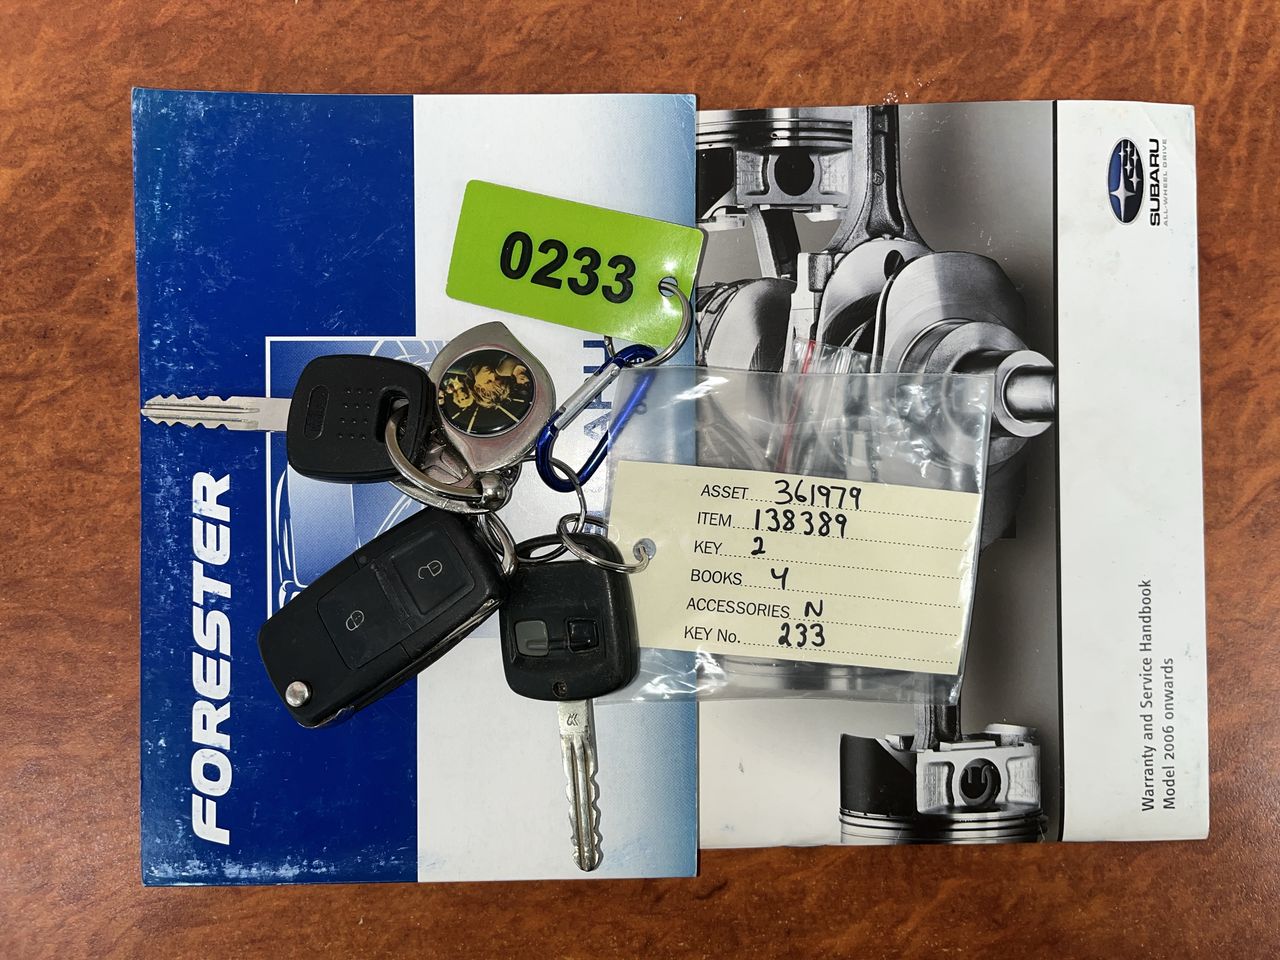 FORESTER
0233
ASSET 361979
ITEM 138389
KEY 2
BOOKS 4
ACCESSORIES N
KEY No. 233
SUBARU
ALL-WHEEL DRIVE
Warranty and Service Handbook
Model 2006 onwards